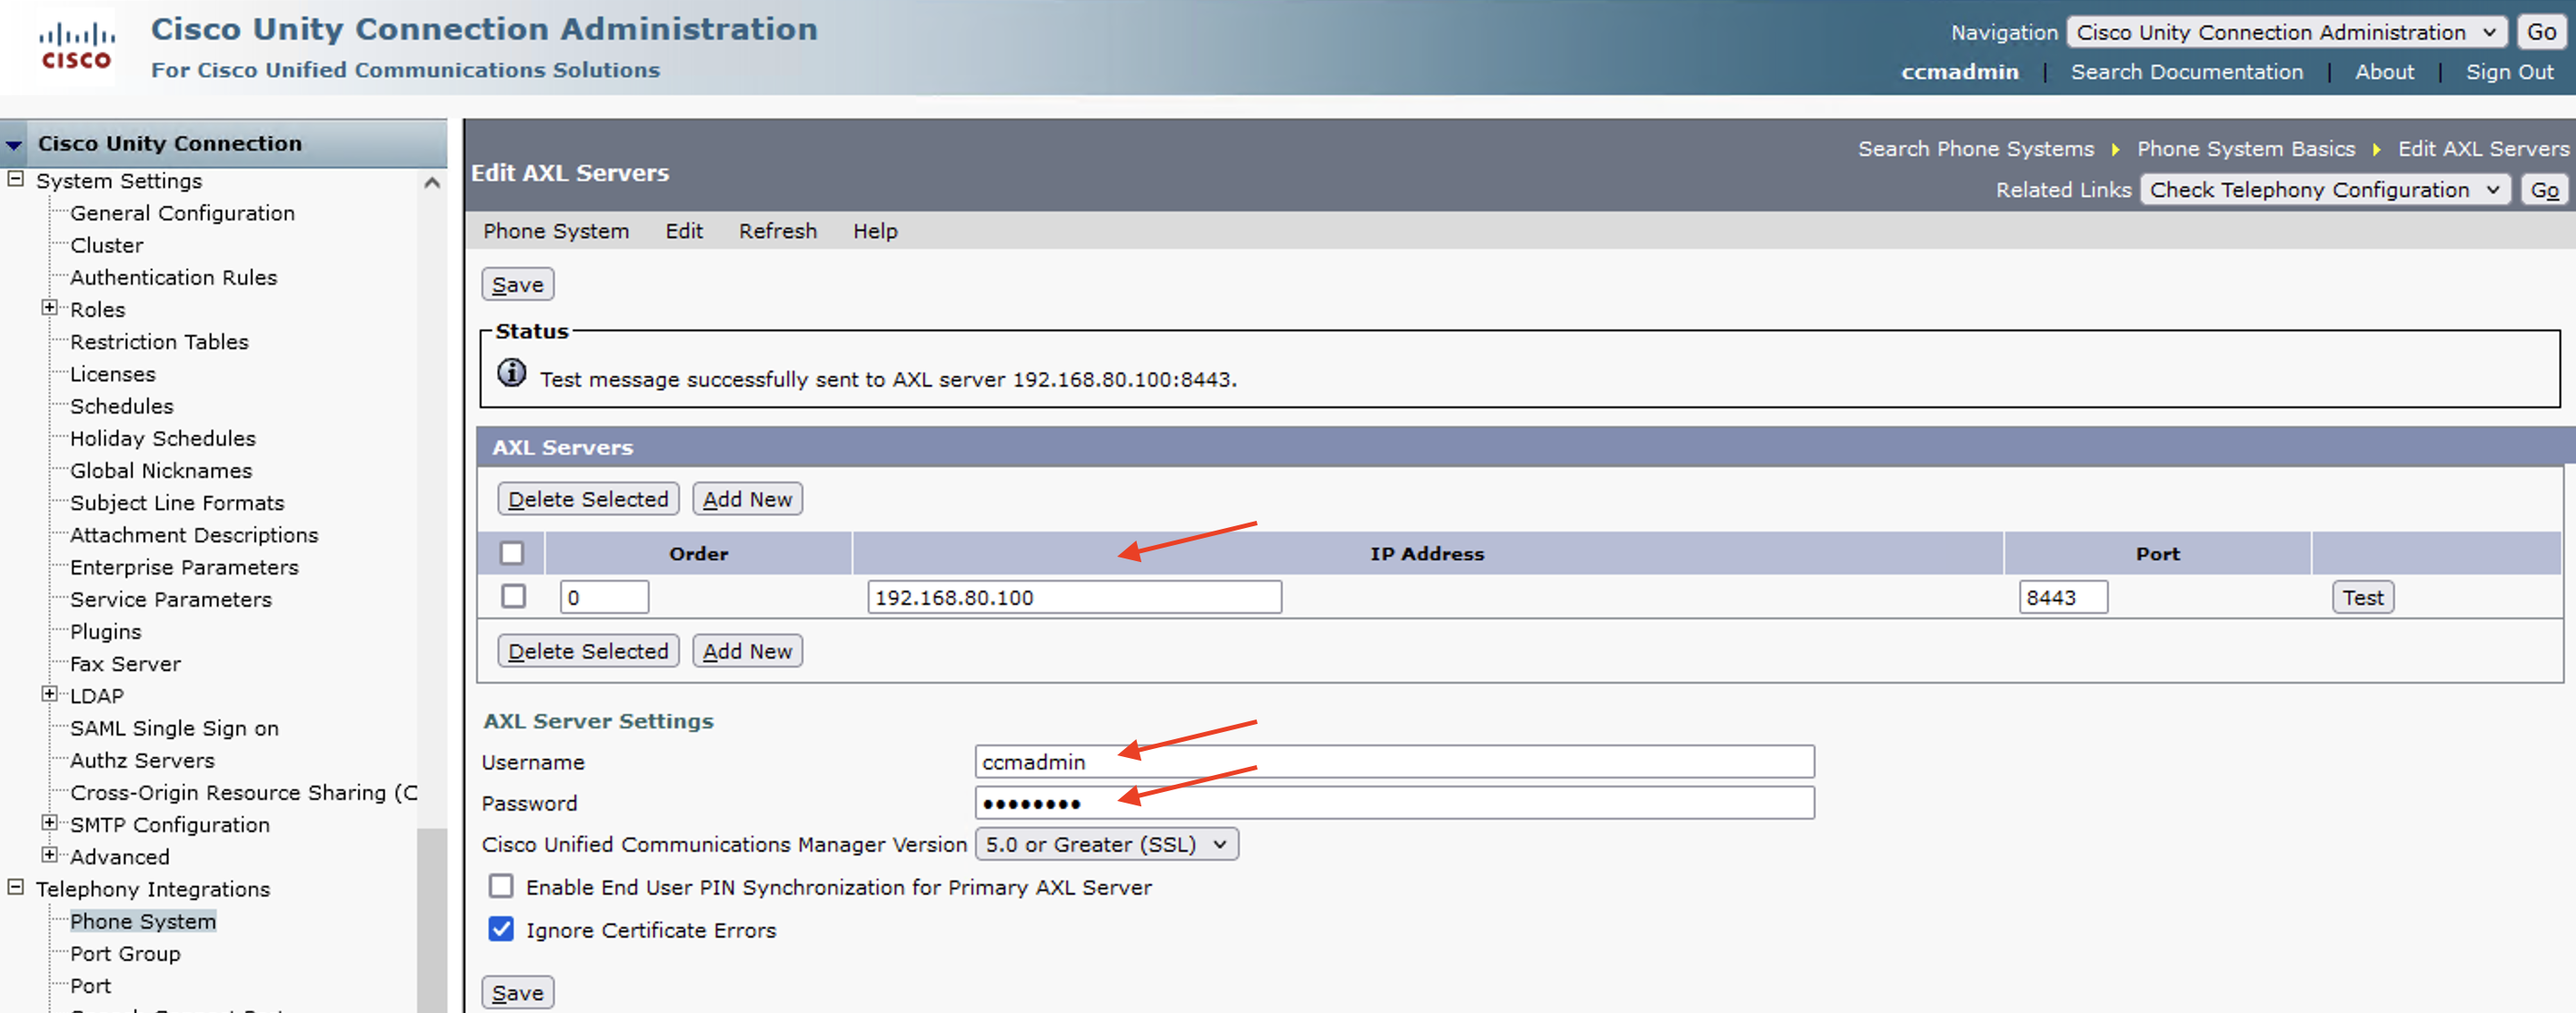 Cisco Unity Connection Administration
For Cisco Unified Communications Solutions
CISCO
Navigation Cisco Unity Connection Administration Go
ccmadmin | Search Documentation | About | Sign Out
Cisco Unity Connection
System Settings
General Configuration
Cluster
Authentication Rules
Roles
Restriction Tables
Licenses
Schedules
Holiday Schedules
Global Nicknames
Subject Line Formats
Attachment Descriptions
Enterprise Parameters
Service Parameters
Plugins
Fax Server
LDAP
SAML Single Sign on
Authz Servers
Cross-Origin Resource Sharing (C
SMTP Configuration
Advanced
Telephony Integrations
Phone System
Port Group
Port
Edit AXL Servers
Search Phone Systems Phone System Basics Edit AXL Servers
Related Links Check Telephony Configuration Go
Phone System Edit Refresh Help
Save
Status
Test message successfully sent to AXL server 192.168.80.100:8443.
AXL Servers
Delete Selected Add New
Order IP Address Port
0 192.168.80.100 8443 Test
Delete Selected Add New
AXL Server Settings
Username ccmadmin
Password ••••••••
Cisco Unified Communications Manager Version 5.0 or Greater (SSL)
Enable End User PIN Synchronization for Primary AXL Server
Ignore Certificate Errors
Save